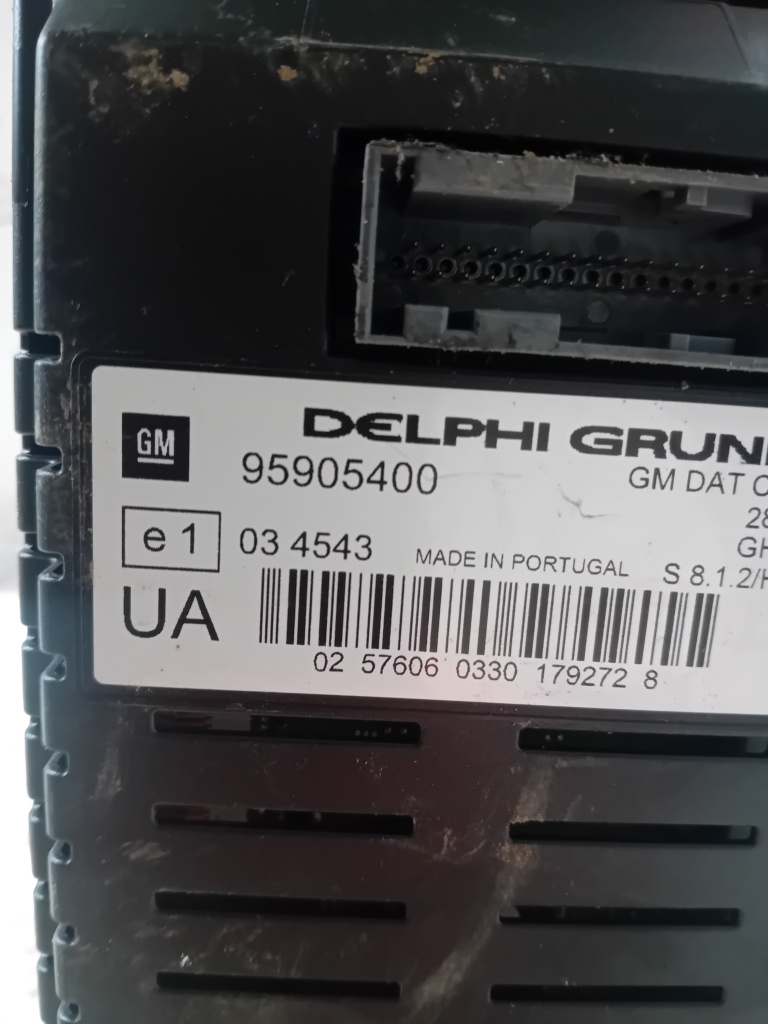 GM
DELPHI GRUN
95905400
GM DAT
28
e1
03 4543
MADE IN PORTUGAL
GH
S 8.1.2/H
UA
02 57606 0330 179272 8